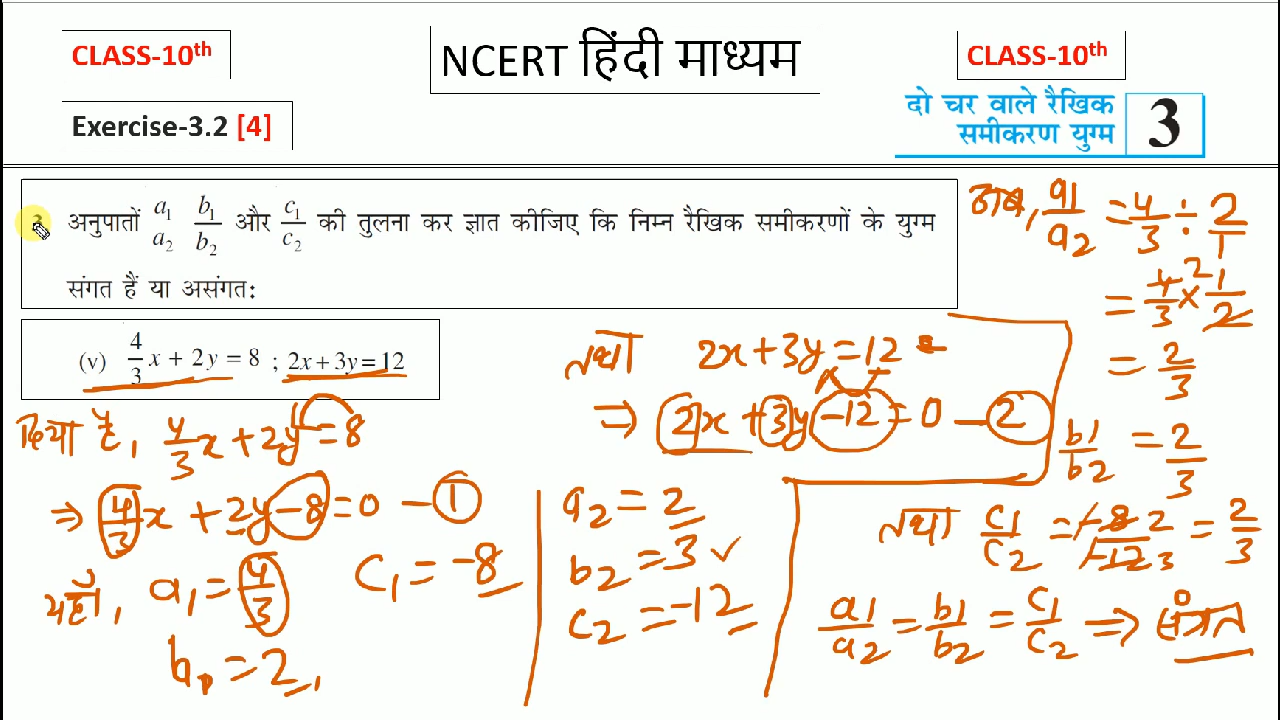 CLASS-10th
NCERT हिंदी माध्यम
CLASS-10th
Exercise-3.2 [4]
दो चर वाले रैखिक
समीकरण युग्म
3
3 अनुपातों a₁/a₂ b₁/b₂ और c₁/c₂ की तुलना कर ज्ञात कीजिए कि निम्न रैखिक समीकरणों के युग्म
संगत हैं या असंगत:
(v) 4/3 x + 2y = 8 ; 2x + 3y = 12
दिया है, 4/3 x + 2y = 8
⇒ 4/3 x + 2y - 8 = 0 - 1
यहाँ, a₁ = 4/3 c₁ = -8
b₁ = 2,
तथा 2x + 3y = 12
⇒ 2x + 3y - 12 = 0 - 2
a₂ = 2
b₂ = 3 ✓
c₂ = -12
अब, a1/a2 = 4/3 ÷ 2/1
= 4/3 2 × 1/2
= 2/3
b1/b2 = 2/3
तथा c1/c2 = -8 2/-12 3 = 2/3
a1/a2 = b1/b2 = c1/c2 ⇒ संगत